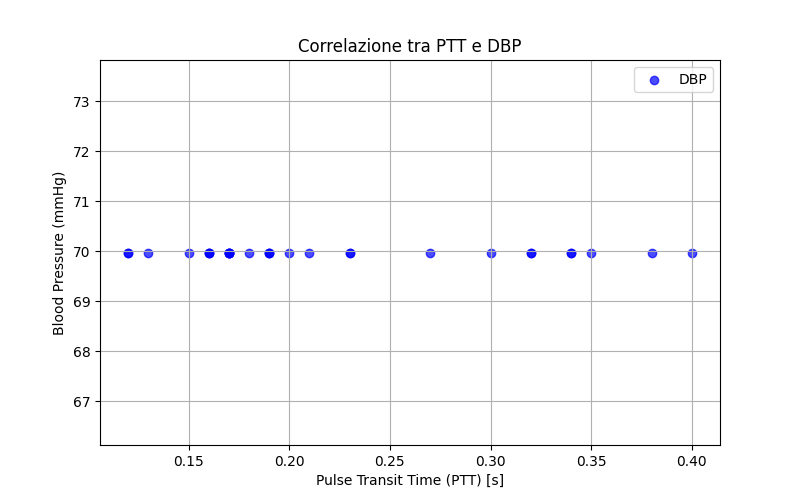 Correlazione tra PTT e DBP
DBP
73
72
71
70
69
68
67
Blood Pressure (mmHg)
0.15 0.20 0.25 0.30 0.35 0.40
Pulse Transit Time (PTT) [s]